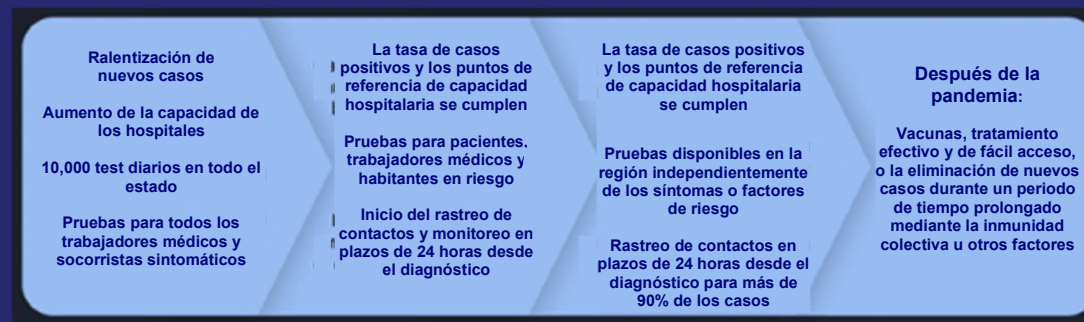 Ralentización de
nuevos casos
Aumento de la capacidad de
los hospitales
10,000 test diarios en todo el
estado
Pruebas para todos los
trabajadores médicos y
socorristas sintomáticos
La tasa de casos
positivos y los puntos de
referencia de capacidad
hospitalaria se cumplen
Pruebas para pacientes,
trabajadores médicos y
habitantes en riesgo
Inicio del rastreo de
contactos y monitoreo en
plazos de 24 horas desde
el diagnóstico
La tasa de casos positivos
y los puntos de referencia
de capacidad hospitalaria
se cumplen
Pruebas disponibles en la
región independientemente
de los síntomas o factores
de riesgo
Rastreo de contactos en
plazos de 24 horas desde el
diagnóstico para más de
90% de los casos
Después de la
pandemia:
Vacunas, tratamiento
efectivo y de fácil acceso,
o la eliminación de nuevos
casos durante un periodo
de tiempo prolongado
mediante la inmunidad
colectiva u otros factores